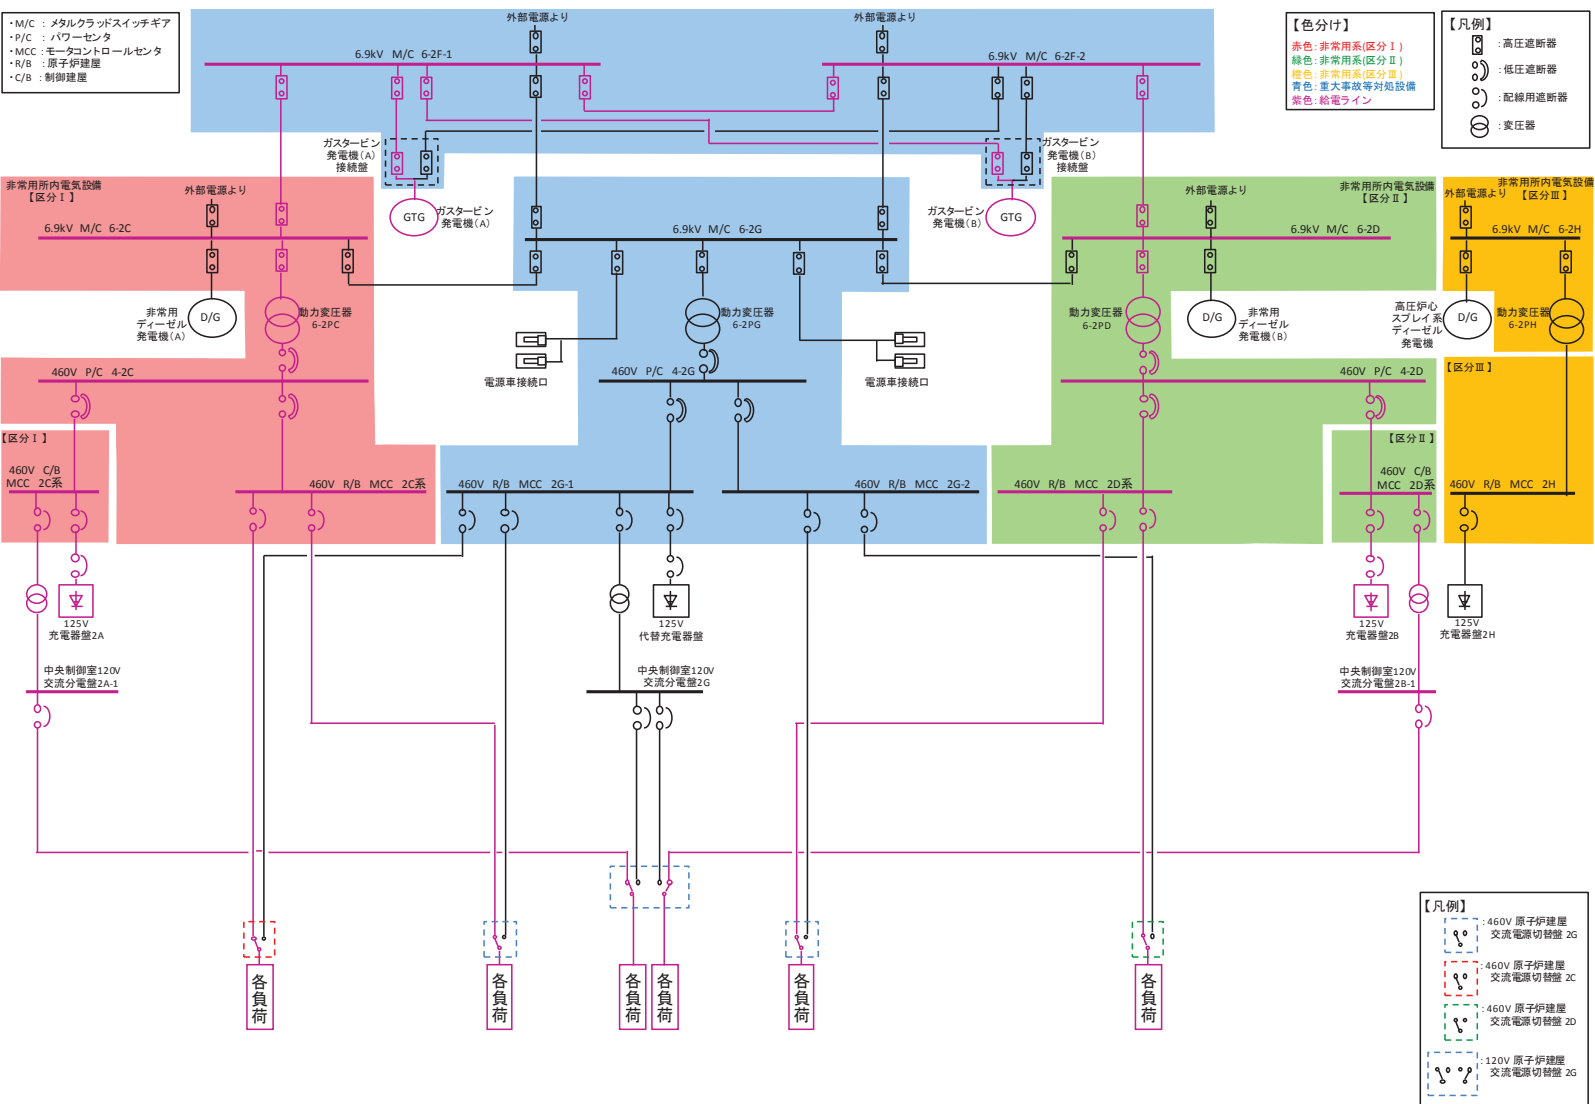 ・M/C ： メタルクラッドスイッチギア
・P/C ： パワーセンタ
・MCC：モータコントロールセンタ
・R/B ：原子炉建屋
・C/B ：制御建屋
外部電源より
外部電源より
6.9kV M/C 6-2F-1
6.9kV M/C 6-2F-2
【色分け】
赤色：非常用系(区分Ⅰ)
緑色：非常用系(区分Ⅱ)
橙色：非常用系(区分Ⅲ)
青色：重大事故等対処設備
紫色：給電ライン
【凡例】
：高圧遮断器
：低圧遮断器
：配線用遮断器
：変圧器
ガスタービン
発電機(A)
接続盤
ガスタービン
発電機(B)
接続盤
非常用所内電気設備
【区分Ⅰ】
外部電源より
6.9kV M/C 6-2C
GTG
ガスタービン
発電機(A)
6.9kV M/C 6-2G
ガスタービン
発電機(B)
GTG
外部電源より
非常用所内電気設備
【区分Ⅱ】
6.9kV M/C 6-2D
非常用所内電気設備
【区分Ⅲ】
外部電源より
6.9kV M/C 6-2H
非常用
ディーゼル
発電機(A)
D/G
動力変圧器
6-2PC
動力変圧器
6-2PG
動力変圧器
6-2PD
D/G
非常用
ディーゼル
発電機(B)
高圧炉心
スプレイ系
ディーゼル
発電機
D/G
動力変圧器
6-2PH
460V P/C 4-2C
電源車接続口
460V P/C 4-2G
電源車接続口
460V P/C 4-2D
【区分Ⅲ】
【区分Ⅰ】
460V C/B
MCC 2C系
460V R/B MCC 2C系
460V R/B MCC 2G-1
460V R/B MCC 2G-2
460V R/B MCC 2D系
【区分Ⅱ】
460V C/B
MCC 2D系
460V R/B MCC 2H
125V
充電器盤2A
125V
代替充電器盤
125V
充電器盤2B
125V
充電器盤2H
中央制御室120V
交流分電盤2A-1
中央制御室120V
交流分電盤2G
中央制御室120V
交流分電盤2B-1
各負荷
各負荷
各負荷
各負荷
各負荷
各負荷
【凡例】
：460V 原子炉建屋
交流電源切替盤 2G
：460V 原子炉建屋
交流電源切替盤 2C
：460V 原子炉建屋
交流電源切替盤 2D
：120V 原子炉建屋
交流電源切替盤 2G